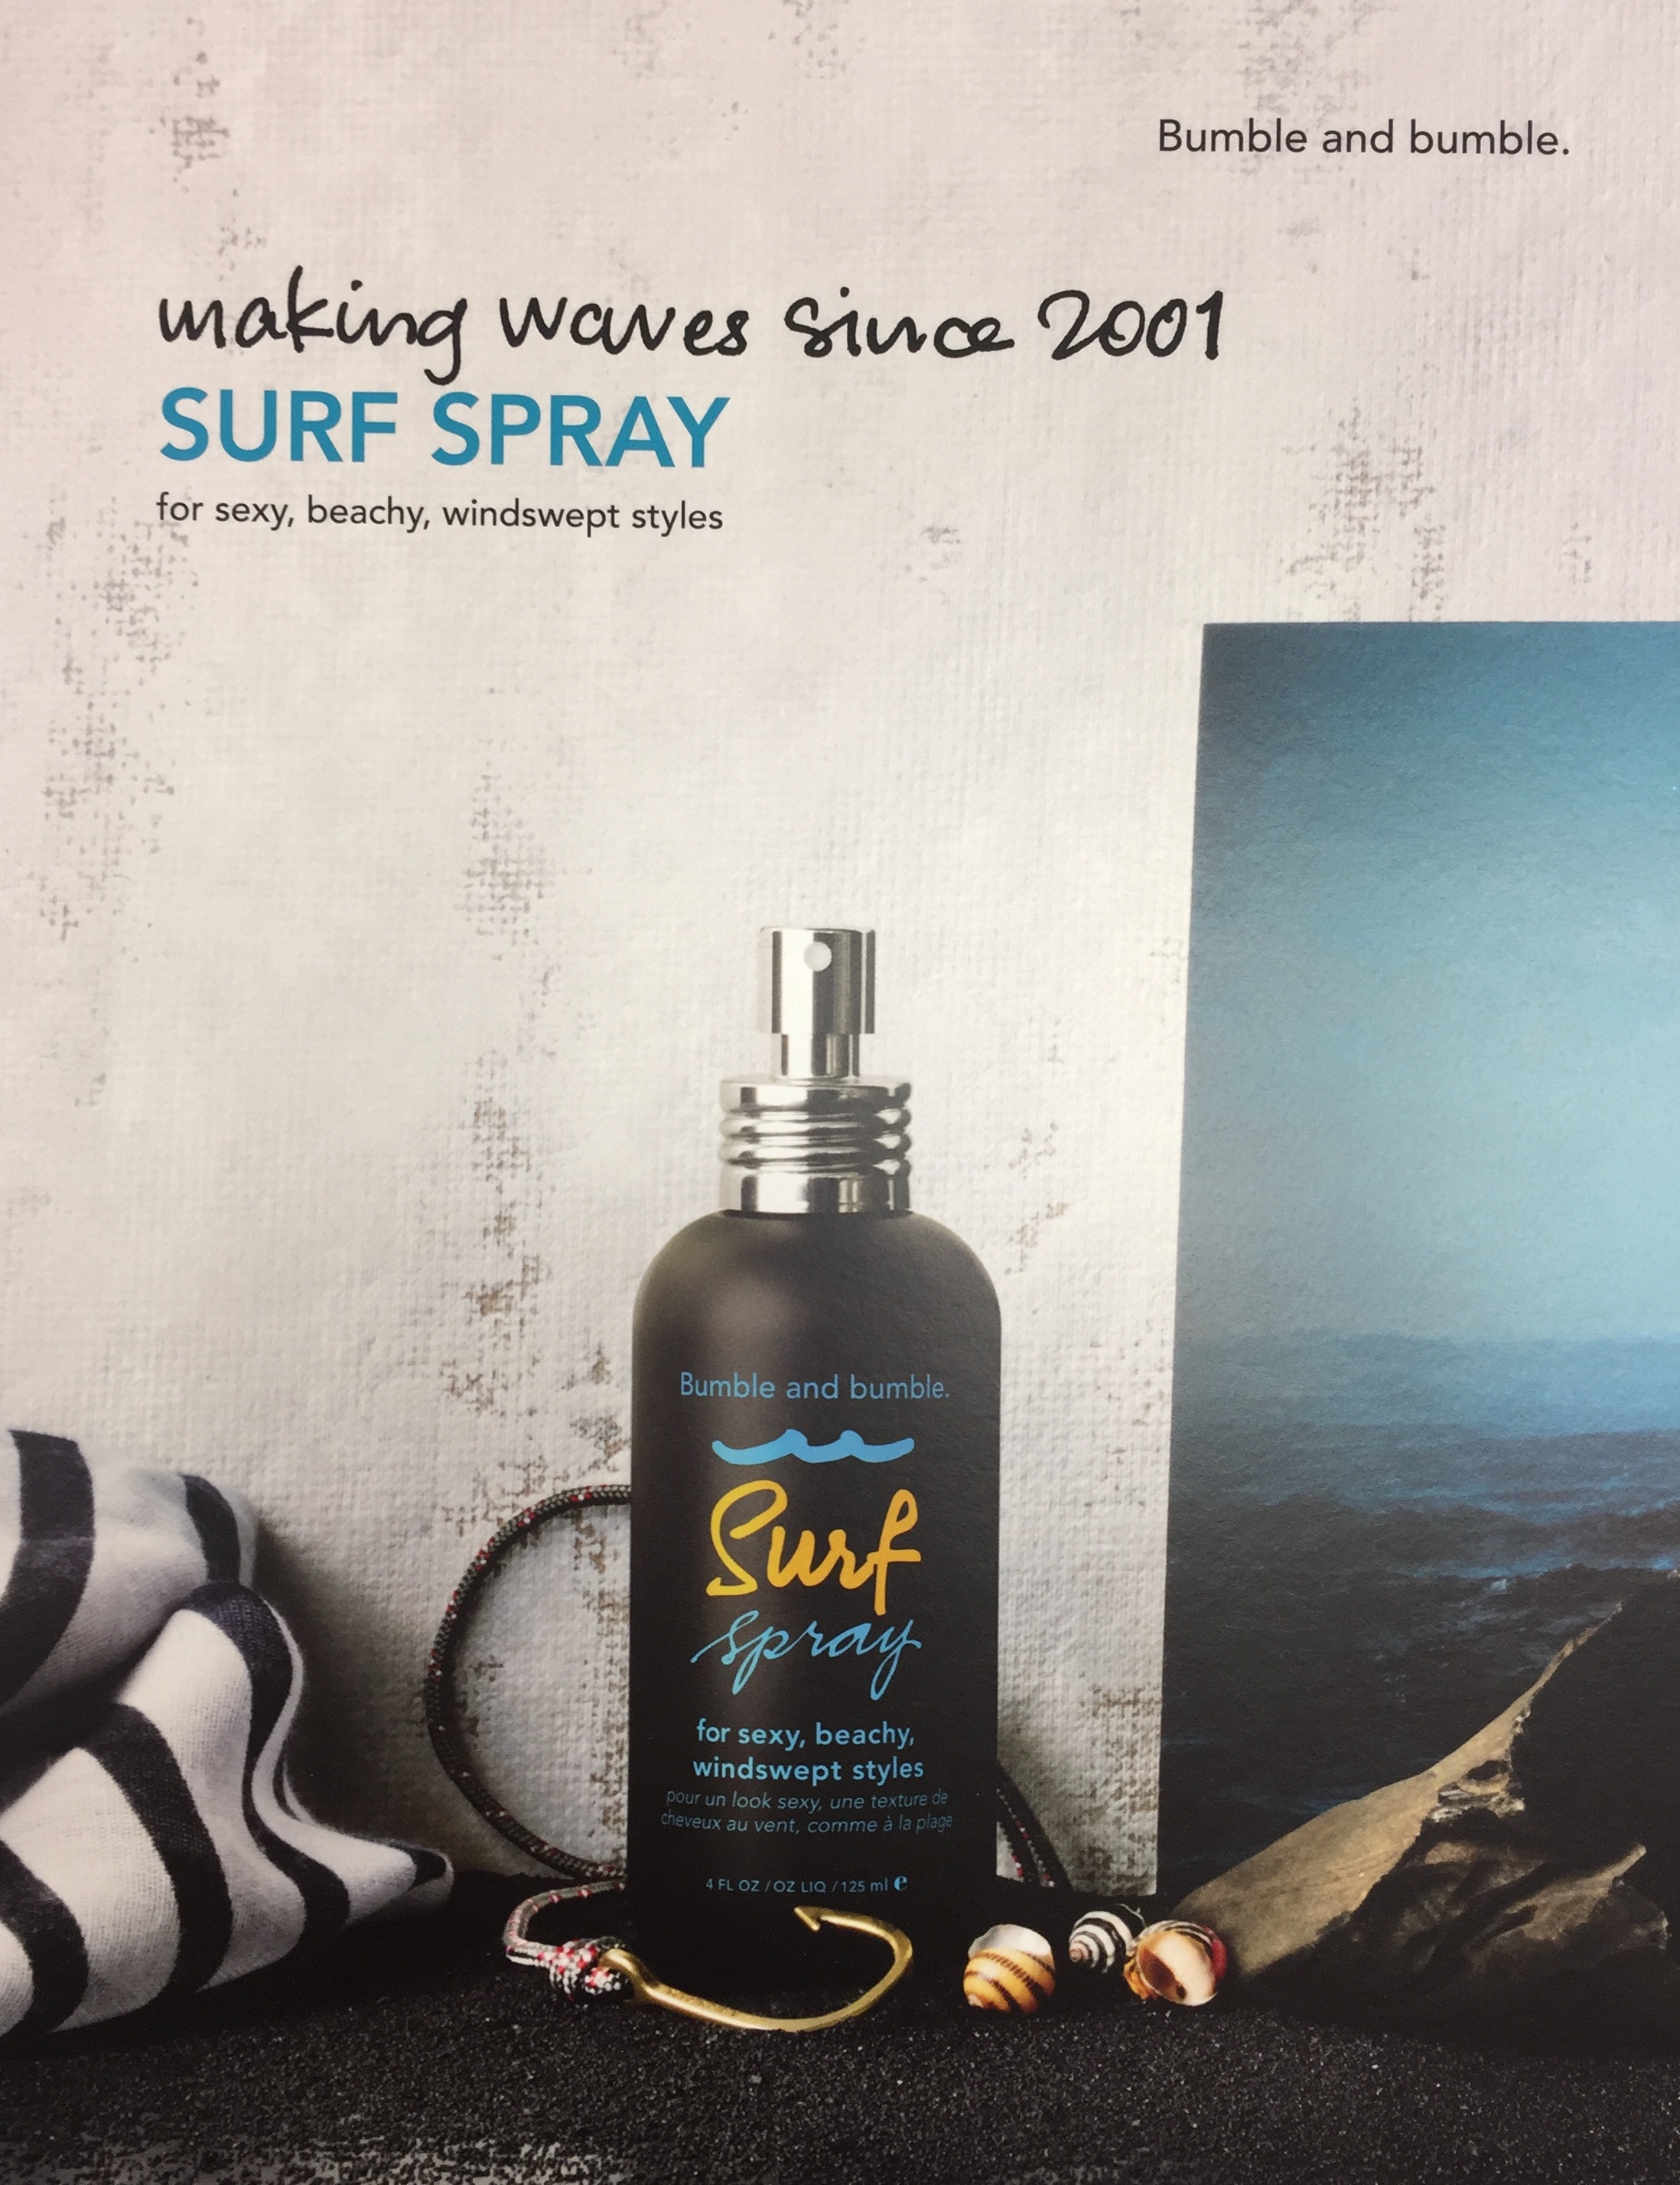 Bumble and bumble.
making waves since 2001
SURF SPRAY
for sexy, beachy, windswept styles
Bumble and bumble.
Surf
spray
for sexy, beachy,
windswept styles
pour un look sexy, une texture de
cheveux au vent, comme à la plage
4 FL OZ / OZ LIQ / 125 ml ℮